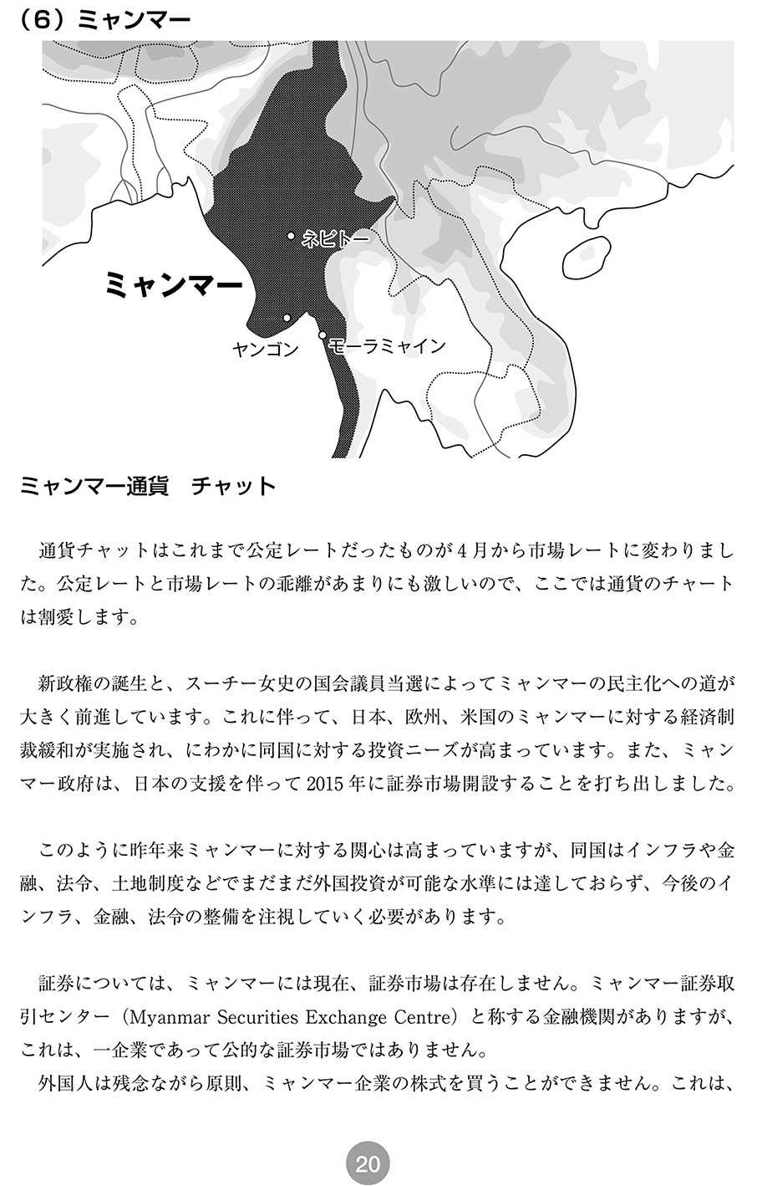 （6）ミャンマー
ネピトー
ミャンマー
ヤンゴン
モーラミャイン
ミャンマー通貨　チャット
　通貨チャットはこれまで公定レートだったものが４月から市場レートに変わりまし
た。公定レートと市場レートの乖離があまりにも激しいので、ここでは通貨のチャート
は割愛します。
　新政権の誕生と、スーチー女史の国会議員当選によってミャンマーの民主化への道が
大きく前進しています。これに伴って、日本、欧州、米国のミャンマーに対する経済制
裁緩和が実施され、にわかに同国に対する投資ニーズが高まっています。また、ミャン
マー政府は、日本の支援を伴って 2015 年に証券市場開設することを打ち出しました。
　このように昨年来ミャンマーに対する関心は高まっていますが、同国はインフラや金
融、法令、土地制度などでまだまだ外国投資が可能な水準には達しておらず、今後のイ
ンフラ、金融、法令の整備を注視していく必要があります。
　証券については、ミャンマーには現在、証券市場は存在しません。ミャンマー証券取
引センター（Myanmar Securities Exchange Centre）と称する金融機関がありますが、
これは、一企業であって公的な証券市場ではありません。
　外国人は残念ながら原則、ミャンマー企業の株式を買うことができません。これは、
20